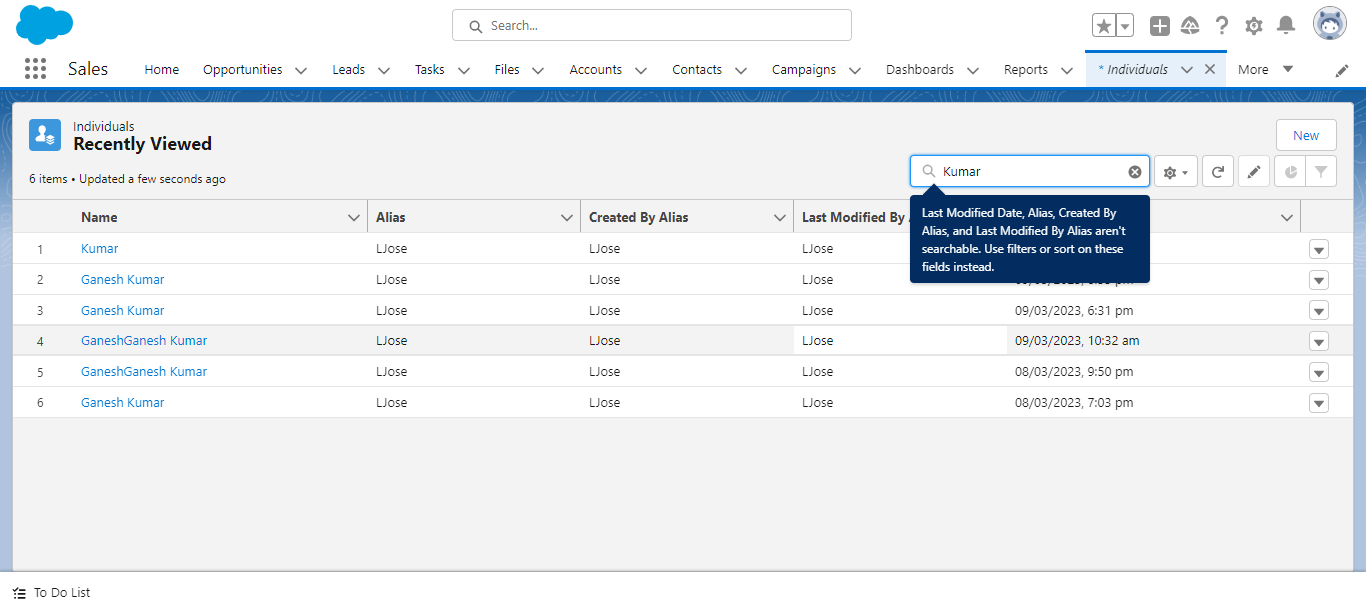 Search...
Sales
Home
Opportunities
Leads
Tasks
Files
Accounts
Contacts
Campaigns
Dashboards
Reports
* Individuals
More
Individuals
Recently Viewed
New
6 items • Updated a few seconds ago
Kumar
Name
Alias
Created By Alias
Last Modified By
Last Modified Date, Alias, Created By
Alias, and Last Modified By Alias aren't
searchable. Use filters or sort on these
fields instead.
1 Kumar LJose LJose LJose
2 Ganesh Kumar LJose LJose LJose
3 Ganesh Kumar LJose LJose LJose 09/03/2023, 6:31 pm
4 GaneshGanesh Kumar LJose LJose LJose 09/03/2023, 10:32 am
5 GaneshGanesh Kumar LJose LJose LJose 08/03/2023, 9:50 pm
6 Ganesh Kumar LJose LJose LJose 08/03/2023, 7:03 pm
To Do List